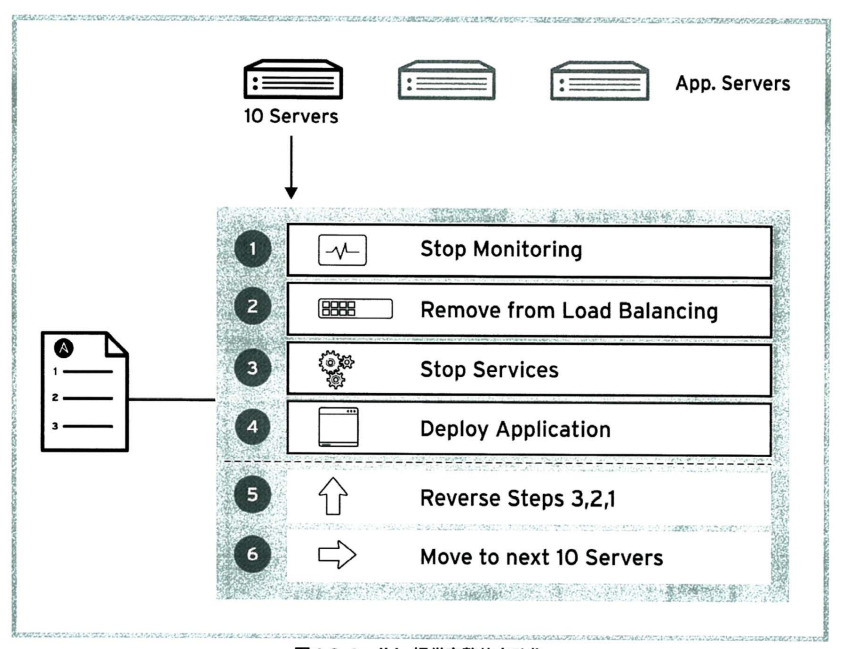 10 Servers
App. Servers
1 Stop Monitoring
2 Remove from Load Balancing
3 Stop Services
4 Deploy Application
5 Reverse Steps 3,2,1
6 Move to next 10 Servers
A
1
2
3